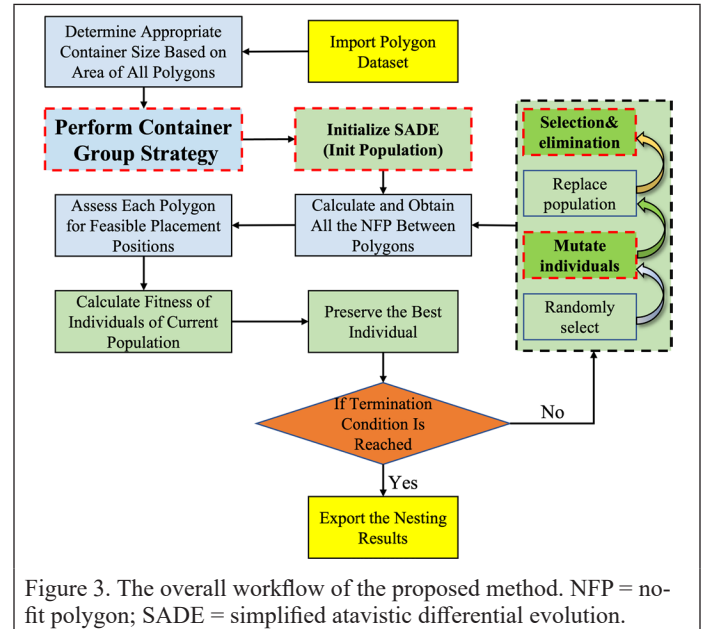 Determine Appropriate
Container Size Based on
Area of All Polygons
Import Polygon
Dataset
Perform Container
Group Strategy
Initialize SADE
(Init Population)
Selection&
elimination
Replace
population
Mutate
individuals
Randomly
select
Assess Each Polygon
for Feasible Placement
Positions
Calculate and Obtain
All the NFP Between
Polygons
Calculate Fitness of
Individuals of Current
Population
Preserve the Best
Individual
If Termination
Condition Is
Reached
No
Yes
Export the Nesting
Results
Figure 3. The overall workflow of the proposed method. NFP = no-
fit polygon; SADE = simplified atavistic differential evolution.